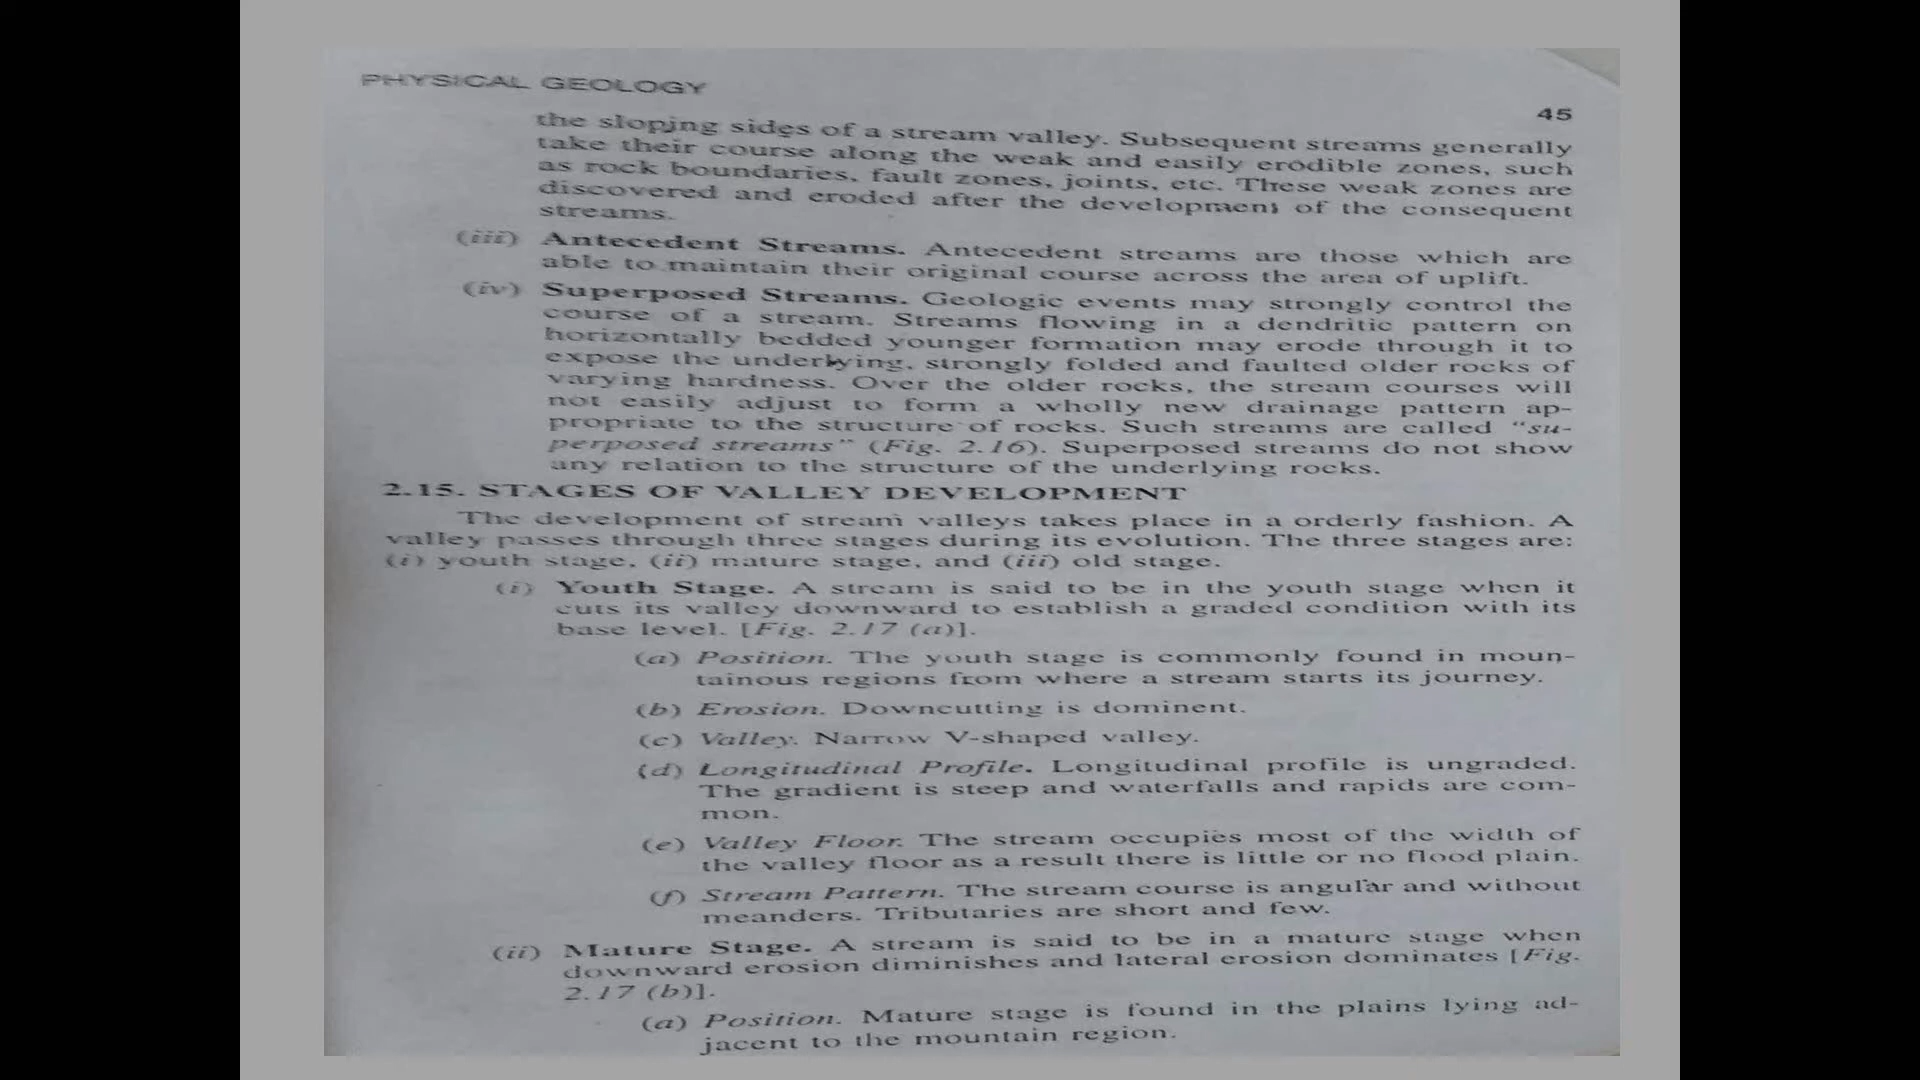 PHYSICAL GEOLOGY
45
the sloping sides of a stream valley. Subsequent streams generally
take their course along the weak and easily erodible zones, such
as rock boundaries, fault zones, joints, etc. These weak zones are
discovered and eroded after the development of the consequent
streams.
(iii) Antecedent Streams. Antecedent streams are those which are
able to maintain their original course across the area of uplift.
(iv) Superposed Streams. Geologic events may strongly control the
course of a stream. Streams flowing in a dendritic pattern on
horizontally bedded younger formation may erode through it to
expose the underlying, strongly folded and faulted older rocks of
varying hardness. Over the older rocks, the stream courses will
not easily adjust to form a wholly new drainage pattern ap-
propriate to the structure of rocks. Such streams are called "su-
perposed streams" (Fig. 2.16). Superposed streams do not show
any relation to the structure of the underlying rocks.
2.15. STAGES OF VALLEY DEVELOPMENT
The development of stream valleys takes place in a orderly fashion. A
valley passes through three stages during its evolution. The three stages are:
(i) youth stage, (ii) mature stage, and (iii) old stage.
(i) Youth Stage. A stream is said to be in the youth stage when it
cuts its valley downward to establish a graded condition with its
base level. [Fig. 2.17 (a)].
(a) Position. The youth stage is commonly found in moun-
tainous regions from where a stream starts its journey.
(b) Erosion. Downcutting is dominent.
(c) Valley. Narrow V-shaped valley.
(d) Longitudinal Profile. Longitudinal profile is ungraded.
The gradient is steep and waterfalls and rapids are com-
mon.
(e) Valley Floor. The stream occupies most of the width of
the valley floor as a result there is little or no flood plain.
(f) Stream Pattern. The stream course is angular and without
meanders. Tributaries are short and few.
(ii) Mature Stage. A stream is said to be in a mature stage when
downward erosion diminishes and lateral erosion dominates [Fig.
2.17 (b)].
(a) Position. Mature stage is found in the plains lying ad-
jacent to the mountain region.